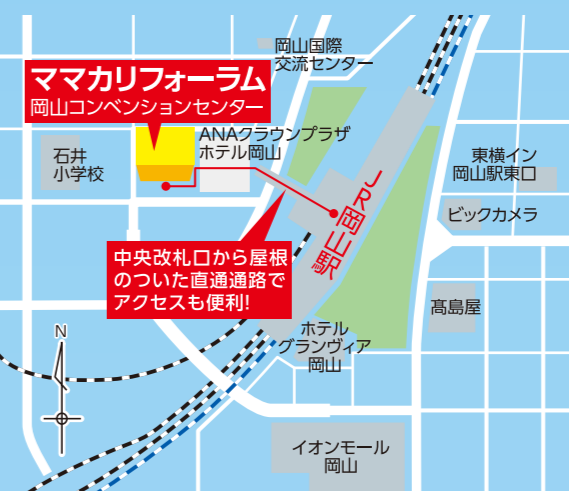 岡山国際
交流センター
ママカリフォーラム
岡山コンベンションセンター
ANAクラウンプラザ
ホテル岡山
石井
小学校
東横イン
岡山駅東口
JR岡山駅
ビックカメラ
中央改札口から屋根
のついた直通通路で
アクセスも便利!
髙島屋
ホテル
グランヴィア
岡山
N
イオンモール
岡山